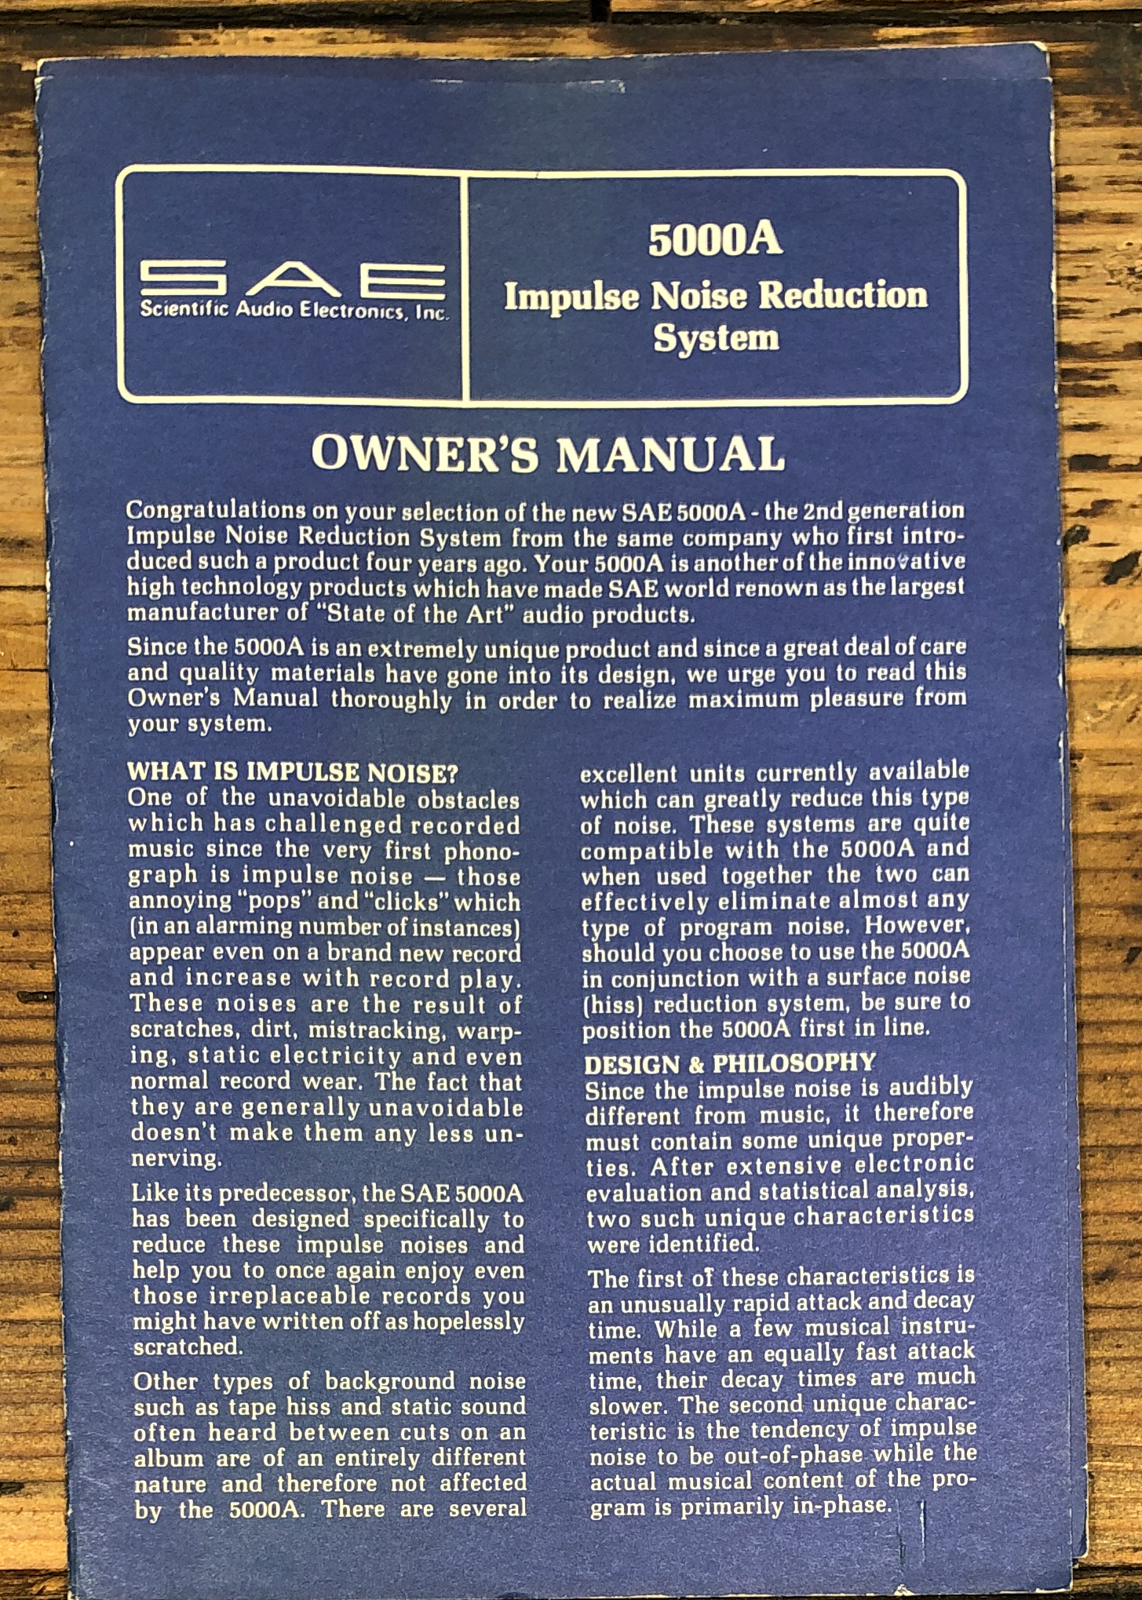 SAE
Scientific Audio Electronics, Inc.
5000A
Impulse Noise Reduction
System
OWNER'S MANUAL
Congratulations on your selection of the new SAE 5000A - the 2nd generation
Impulse Noise Reduction System from the same company who first intro-
duced such a product four years ago. Your 5000A is another of the innovative
high technology products which have made SAE world renown as the largest
manufacturer of "State of the Art" audio products.
Since the 5000A is an extremely unique product and since a great deal of care
and quality materials have gone into its design, we urge you to read this
Owner's Manual thoroughly in order to realize maximum pleasure from
your system.
WHAT IS IMPULSE NOISE?
One of the unavoidable obstacles
which has challenged recorded
music since the very first phono-
graph is impulse noise — those
annoying "pops" and "clicks" which
(in an alarming number of instances)
appear even on a brand new record
and increase with record play.
These noises are the result of
scratches, dirt, mistracking, warp-
ing, static electricity and even
normal record wear. The fact that
they are generally unavoidable
doesn't make them any less un-
nerving.
Like its predecessor, the SAE 5000A
has been designed specifically to
reduce these impulse noises and
help you to once again enjoy even
those irreplaceable records you
might have written off as hopelessly
scratched.
Other types of background noise
such as tape hiss and static sound
often heard between cuts on an
album are of an entirely different
nature and therefore not affected
by the 5000A. There are several
excellent units currently available
which can greatly reduce this type
of noise. These systems are quite
compatible with the 5000A and
when used together the two can
effectively eliminate almost any
type of program noise. However,
should you choose to use the 5000A
in conjunction with a surface noise
(hiss) reduction system, be sure to
position the 5000A first in line.
DESIGN & PHILOSOPHY
Since the impulse noise is audibly
different from music, it therefore
must contain some unique proper-
ties. After extensive electronic
evaluation and statistical analysis,
two such unique characteristics
were identified.
The first of these characteristics is
an unusually rapid attack and decay
time. While a few musical instru-
ments have an equally fast attack
time, their decay times are much
slower. The second unique charac-
teristic is the tendency of impulse
noise to be out-of-phase while the
actual musical content of the pro-
gram is primarily in-phase.